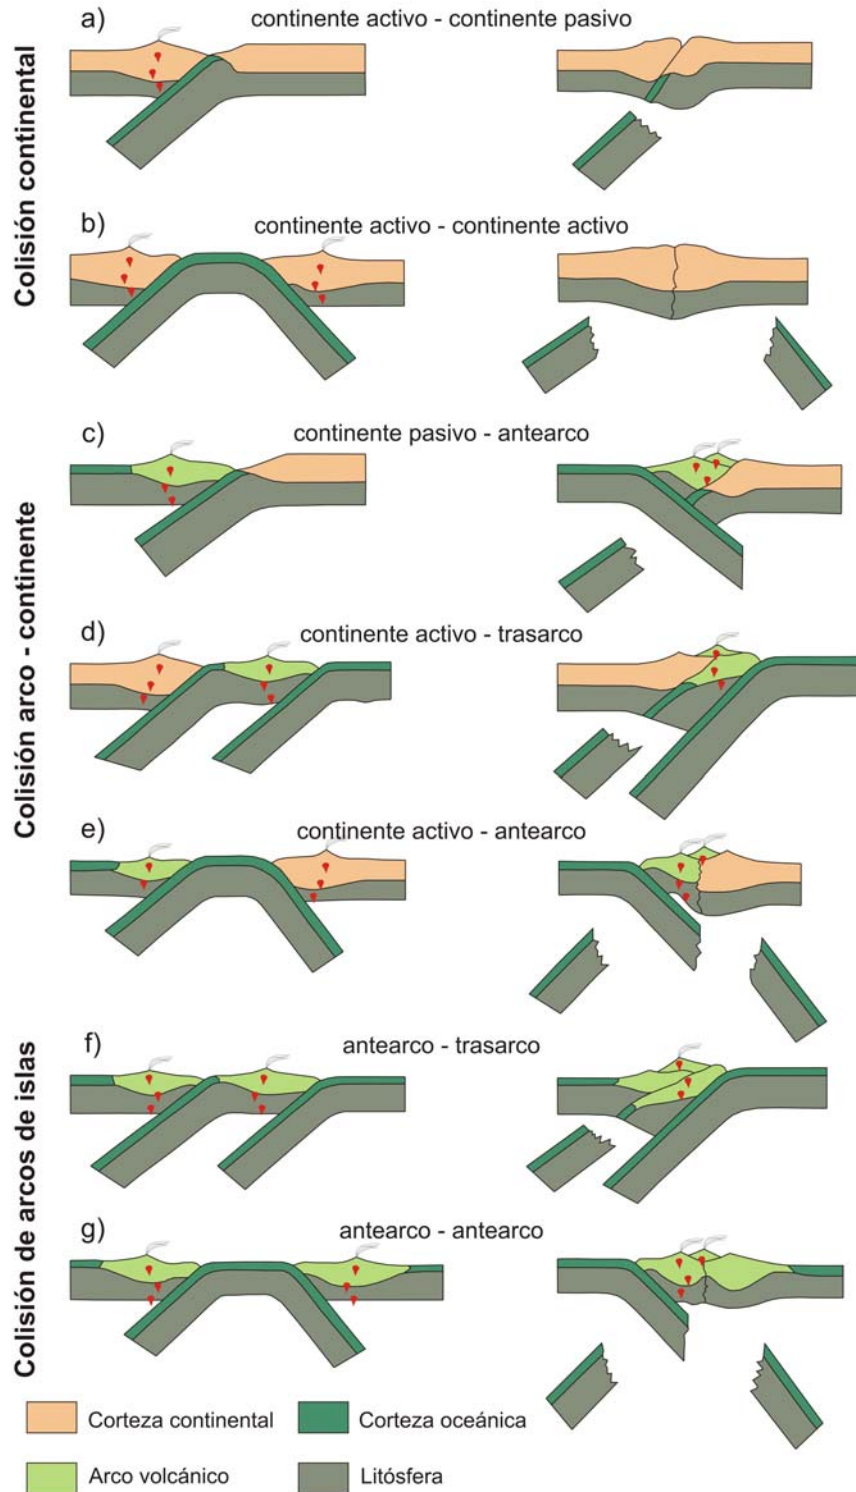 Colisión continental
a)
continente activo - continente pasivo
b)
continente activo - continente activo
Colisión arco - continente
c)
continente pasivo - antearco
d)
continente activo - trasarco
e)
continente activo - antearco
Colisión de arcos de islas
f)
antearco - trasarco
g)
antearco - antearco
Corteza continental
Corteza oceánica
Arco volcánico
Litósfera